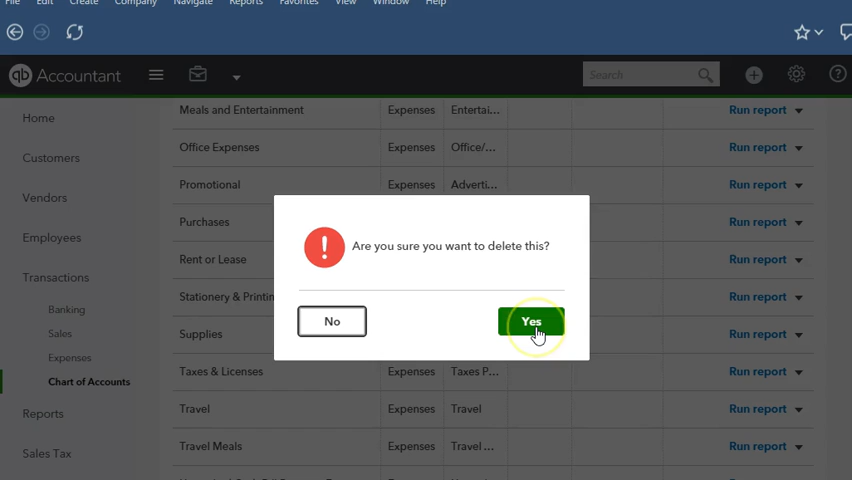 File Edit Create Company Navigate Reports Favorites View Window Help
qb Accountant Search
Home
Customers
Vendors
Employees
Transactions
Banking
Sales
Expenses
Chart of Accounts
Reports
Sales Tax
Meals and Entertainment Expenses Entertai... Run report
Office Expenses Expenses Office/... Run report
Promotional Expenses Adverti... Run report
Purchases Run report
Rent or Lease Run report
Stationery & Printin Run report
Supplies Run report
Taxes & Licenses Expenses Taxes P... Run report
Travel Expenses Travel Run report
Travel Meals Expenses Travel ... Run report
Are you sure you want to delete this?
No Yes